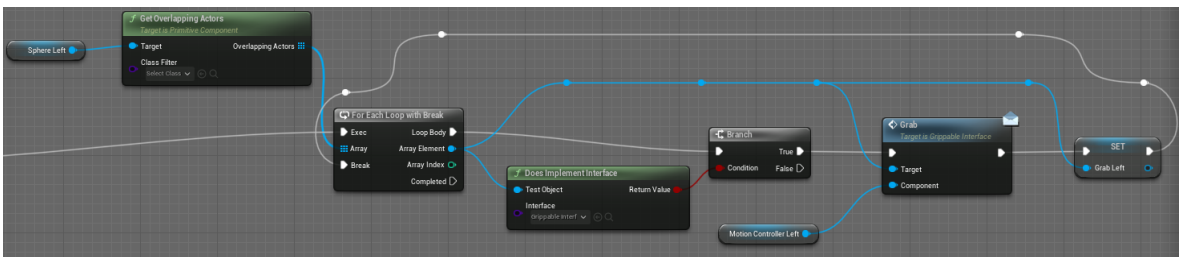 Get Overlapping Actors
Target is Primitive Component
Sphere Left
Target
Overlapping Actors
Class Filter
Select Class
For Each Loop with Break
Exec
Loop Body
Array
Array Element
Break
Array Index
Completed
Does Implement Interface
Test Object
Return Value
Interface
Grippable Interf
Branch
True
Condition
False
Grab
Target is Grippable Interface
Target
Component
Motion Controller Left
SET
Grab Left